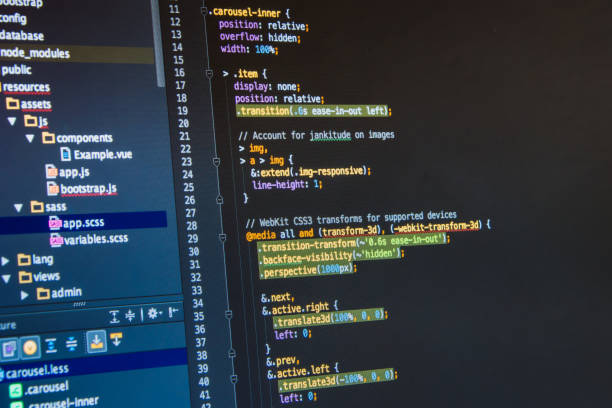 bootstrap
config
database
node_modules
public
resources
assets
js
components
Example.vue
app.js
bootstrap.js
sass
app.scss
variables.scss
lang
views
admin
carousel.less
.carousel
.carousel-inner
11 .carousel-inner {
12 position: relative;
13 overflow: hidden;
14 width: 100%;
15
16 > .item {
17 display: none;
18 position: relative;
19 .transition(.6s ease-in-out left);
20
21 // Account for jankitude on images
22 > img,
23 > a > img {
24 &:extend(.img-responsive);
25 line-height: 1;
26 }
27
28 // WebKit CSS3 transforms for supported devices
29 @media all and (transform-3d), (-webkit-transform-3d) {
30 .transition-transform(~'0.6s ease-in-out');
31 .backface-visibility(~'hidden');
32 .perspective(1000px);
33
34 &.next,
35 &.active.right {
36 .translate3d(100%, 0, 0);
37 left: 0;
38 }
39 &.prev,
40 &.active.left {
41 .translate3d(-100%, 0, 0);
42 left: 0;